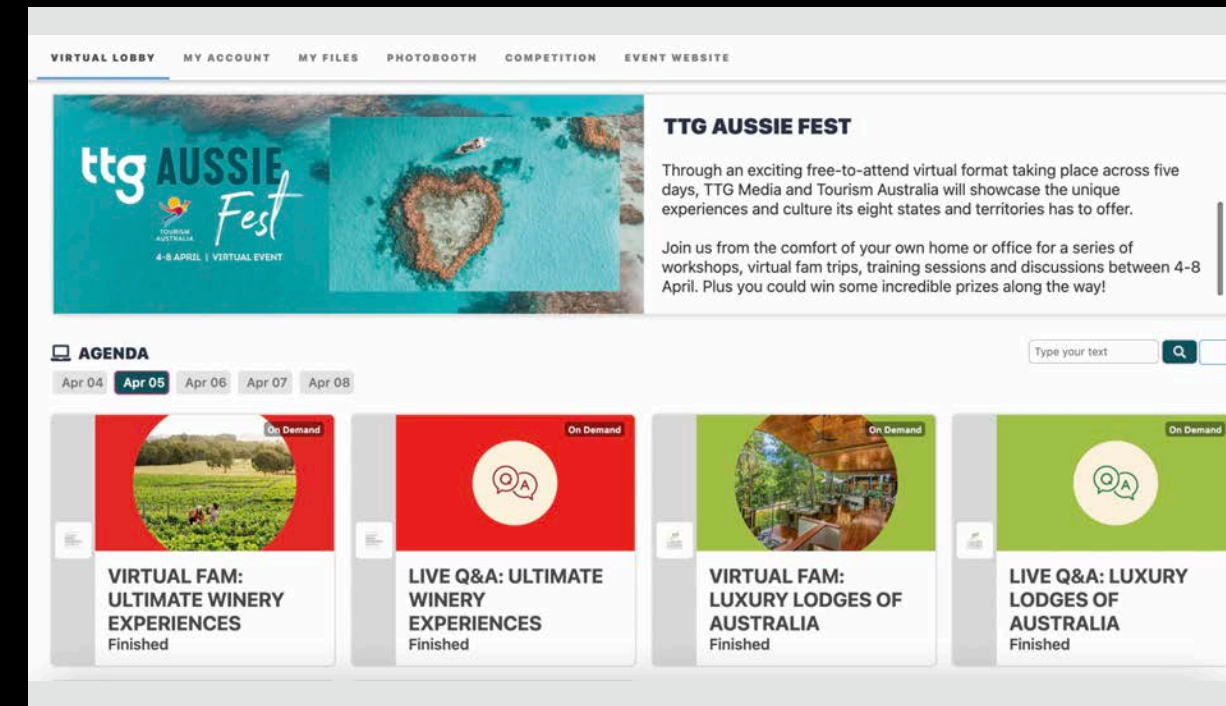 VIRTUAL LOBBY MY ACCOUNT MY FILES PHOTOBOOTH COMPETITION EVENT WEBSITE
ttg AUSSIE
Fest
TOURISM
AUSTRALIA
4-8 APRIL | VIRTUAL EVENT
TTG AUSSIE FEST
Through an exciting free-to-attend virtual format taking place across five
days, TTG Media and Tourism Australia will showcase the unique
experiences and culture its eight states and territories has to offer.
Join us from the comfort of your own home or office for a series of
workshops, virtual fam trips, training sessions and discussions between 4-8
April. Plus you could win some incredible prizes along the way!
AGENDA
Type your text
Apr 04 Apr 05 Apr 06 Apr 07 Apr 08
On Demand
VIRTUAL FAM:
ULTIMATE WINERY
EXPERIENCES
Finished
On Demand
Q A
LIVE Q&A: ULTIMATE
WINERY
EXPERIENCES
Finished
On Demand
VIRTUAL FAM:
LUXURY LODGES OF
AUSTRALIA
Finished
On Demand
Q A
LIVE Q&A: LUXURY
LODGES OF
AUSTRALIA
Finished